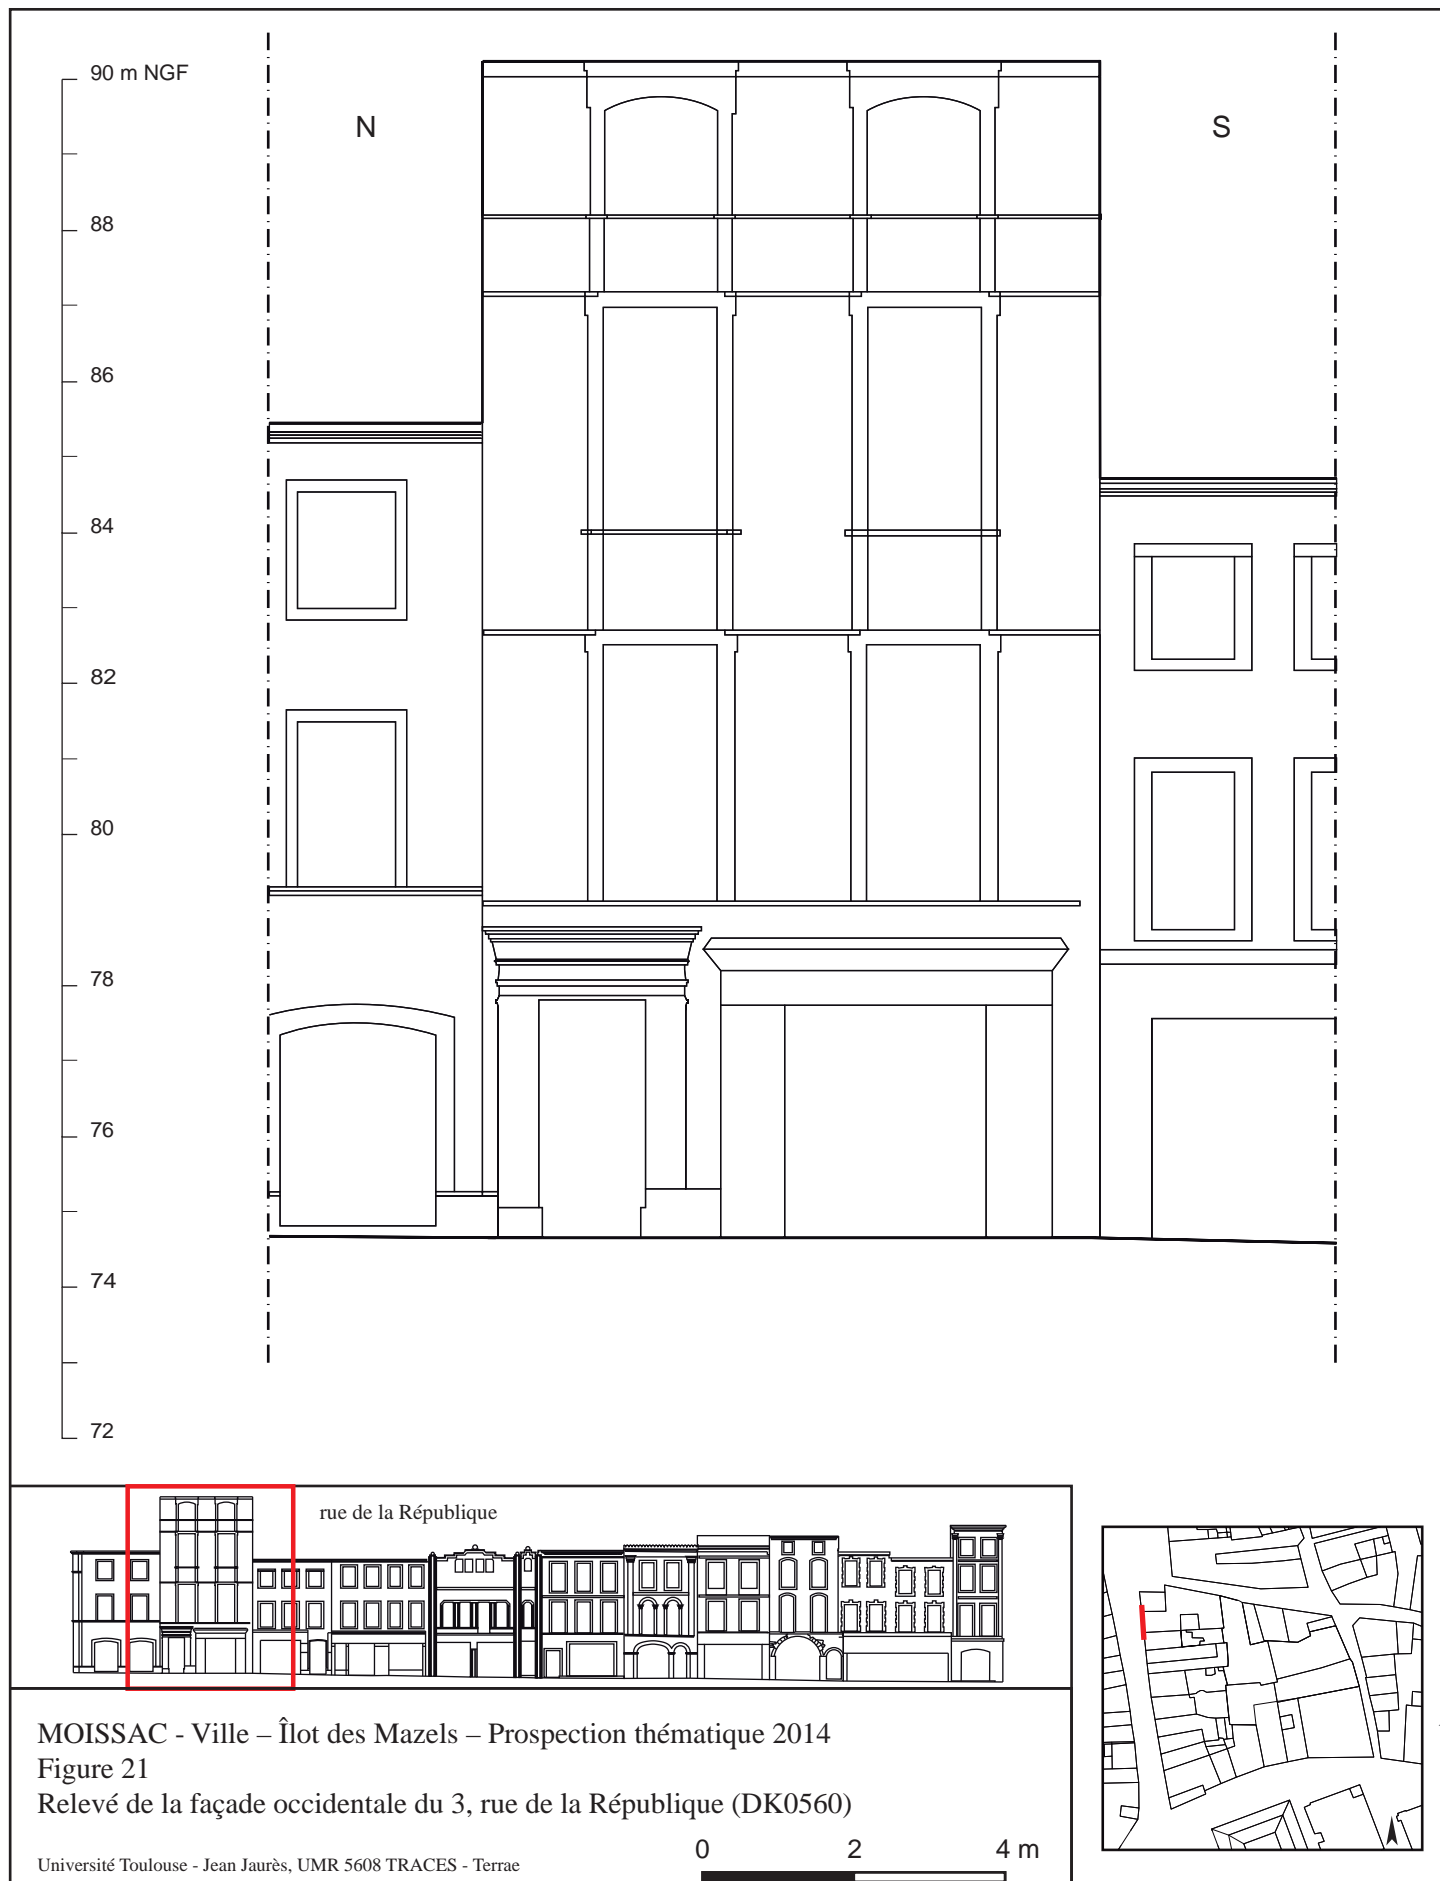 90 m NGF
N
S
88
86
84
82
80
78
76
74
72
rue de la République
MOISSAC - Ville – Îlot des Mazels – Prospection thématique 2014
Figure 21
Relevé de la façade occidentale du 3, rue de la République (DK0560)
Université Toulouse - Jean Jaurès, UMR 5608 TRACES - Terrae
0 2 4 m